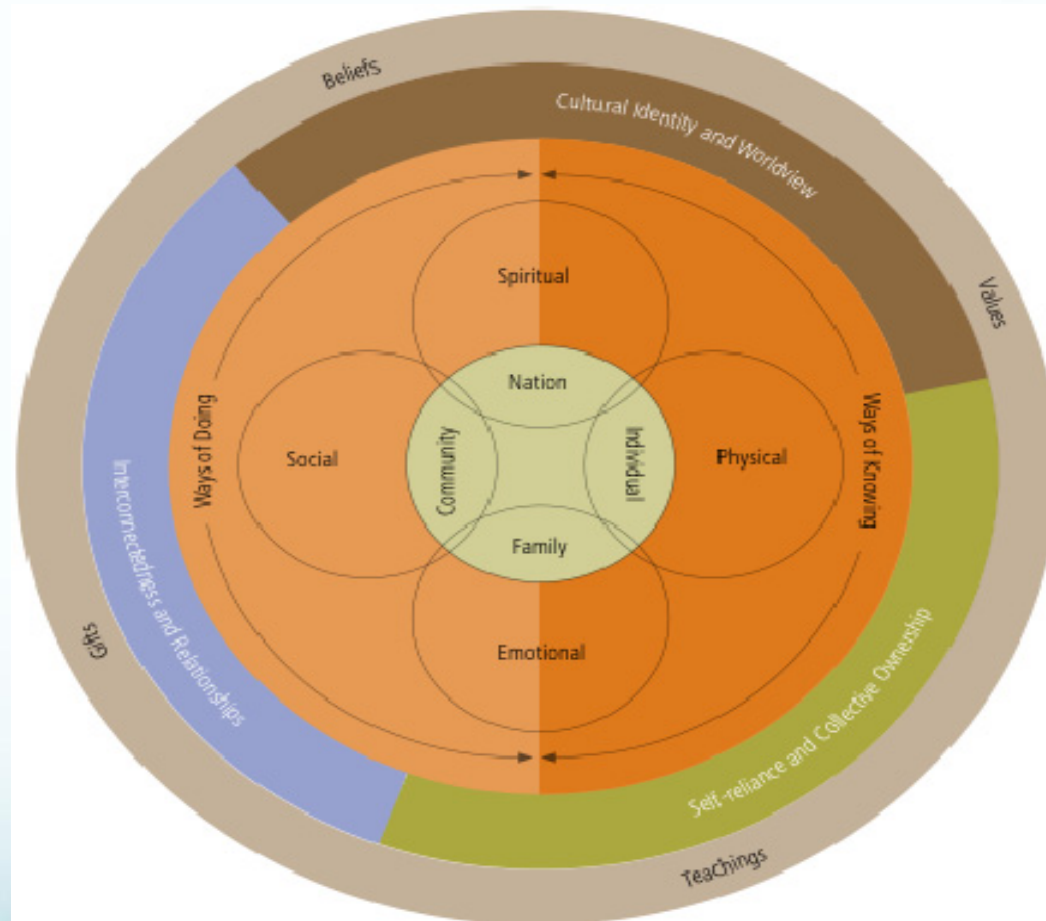 Beliefs
Cultural Identity and Worldview
Values
Spiritual
Nation
Ways of Doing
Social
Community
Individual
Physical
Ways of Knowing
Family
Emotional
Interconnectedness and Relationships
Gifts
Self-reliance and Collective Ownership
Teachings